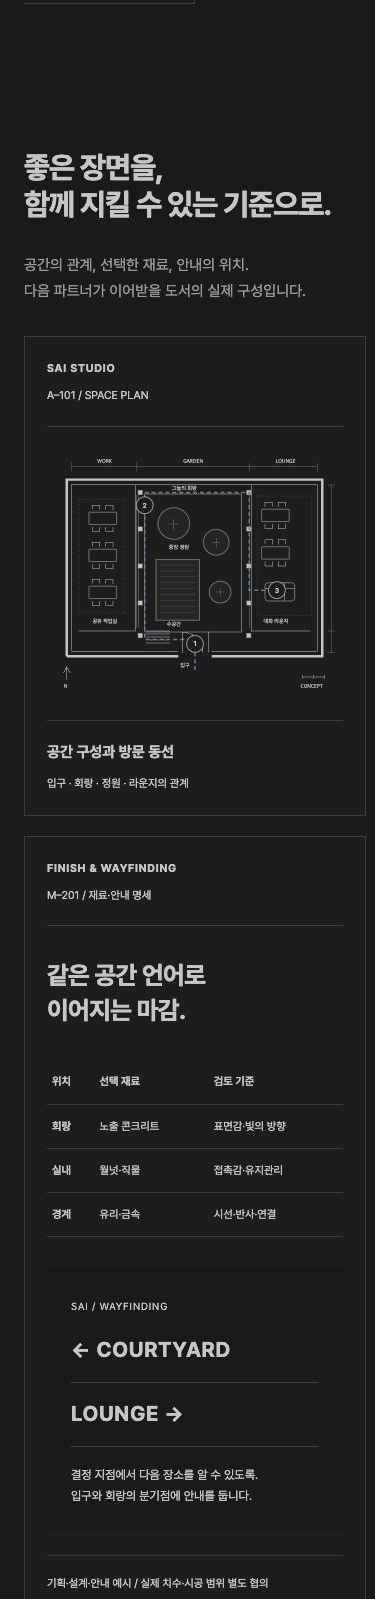 좋은 장면을,
함께 지킬 수 있는 기준으로.
공간의 관계, 선택한 재료, 안내의 위치.
다음 파트너가 이어받을 도서의 실제 구성입니다.
SAI STUDIO
A–101 / SPACE PLAN
WORK GARDEN LOUNGE
그늘의 회랑
2
중앙 정원
3
공유 작업실
수공간
대화 라운지
1
입구
N
CONCEPT
공간 구성과 방문 동선
입구 · 회랑 · 정원 · 라운지의 관계
FINISH & WAYFINDING
M–201 / 재료·안내 명세
같은 공간 언어로
이어지는 마감.
위치 선택 재료 검토 기준
회랑 노출 콘크리트 표면감·빛의 방향
실내 월넛·직물 접촉감·유지관리
경계 유리·금속 시선·반사·연결
SAI / WAYFINDING
← COURTYARD
LOUNGE →
결정 지점에서 다음 장소를 알 수 있도록.
입구와 회랑의 분기점에 안내를 둡니다.
기획·설계·안내 예시 / 실제 치수·시공 범위 별도 협의